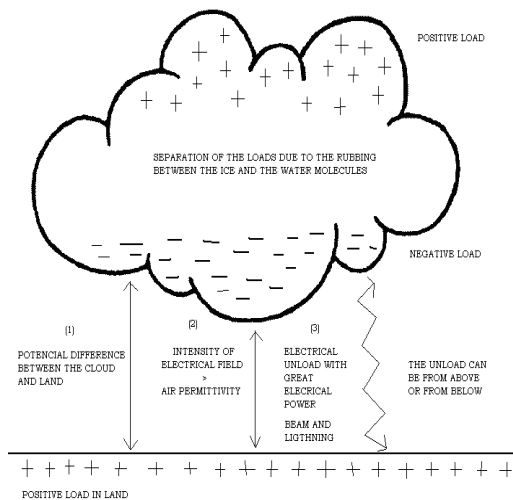 POSITIVE LOAD
SEPARATION OF THE LOADS DUE TO THE RUBBING
BETWEEN THE ICE AND THE WATER MOLECULES
NEGATIVE LOAD
(1)
POTENCIAL DIFFERENCE
BETWEEN THE CLOUD
AND LAND
(2)
INTENSITY OF
ELECTRICAL FIELD
>
AIR PERMITTIVITY
(3)
ELECTRICAL
UNLOAD WITH
GREAT
ELECRICAL
POWER
BEAM AND
LIGTHNING
THE UNLOAD CAN
BE FROM ABOVE
OR FROM BELOW
POSITIVE LOAD IN LAND